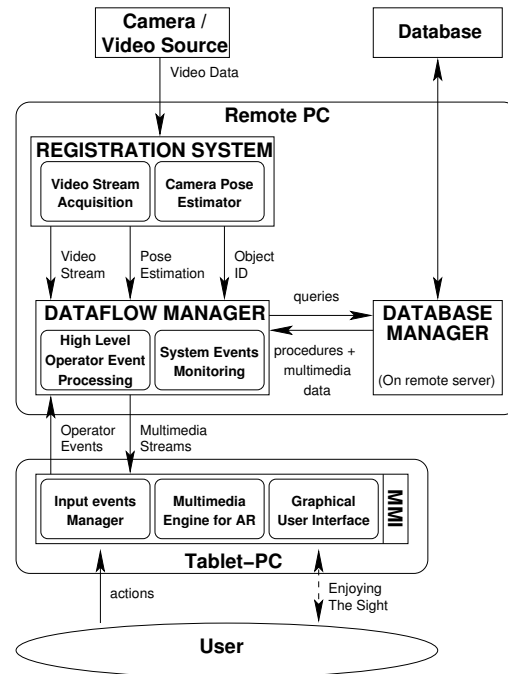 Camera /
Video Source
Database
Video Data
Remote PC
REGISTRATION SYSTEM
Video Stream
Acquisition
Camera Pose
Estimator
Video
Stream
Pose
Estimation
Object
ID
DATAFLOW MANAGER
High Level
Operator Event
Processing
System Events
Monitoring
queries
procedures +
multimedia
data
DATABASE
MANAGER
(On remote server)
Operator
Events
Multimedia
Streams
Input events
Manager
Multimedia
Engine for AR
Graphical
User Interface
MMI
Tablet-PC
actions
Enjoying
The Sight
User